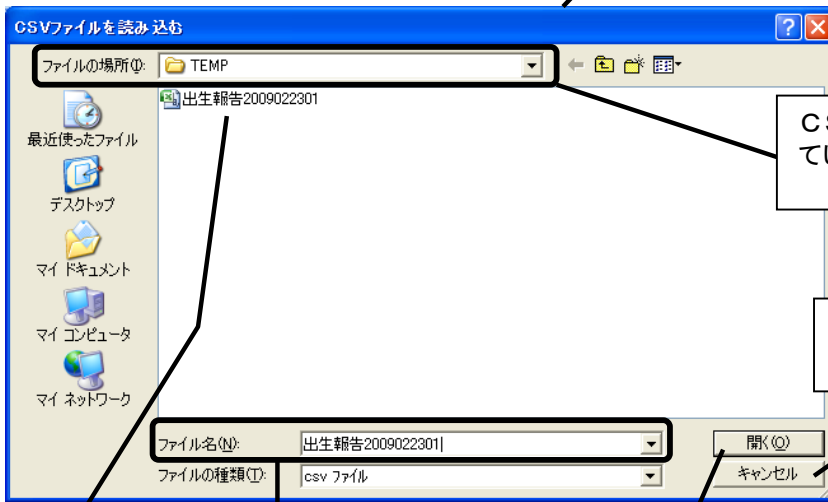 CSVファイルを読み込む
ファイルの場所(I): TEMP
出生報告2009022301
最近使ったファイル
デスクトップ
マイ ドキュメント
マイ コンピュータ
マイ ネットワーク
ファイル名(N): 出生報告2009022301
開く(O)
ファイルの種類(T): csv ファイル
キャンセル
ＣＳ
てい